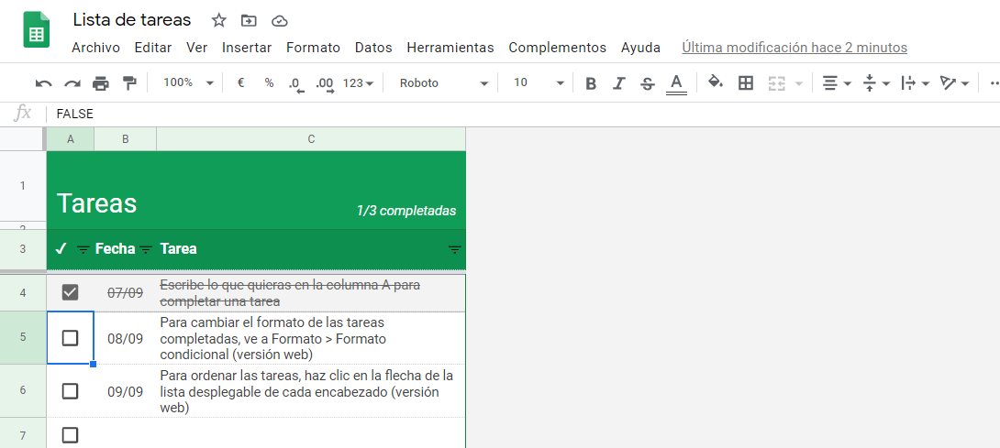 Lista de tareas
Archivo Editar Ver Insertar Formato Datos Herramientas Complementos Ayuda Última modificación hace 2 minutos
100% € % .0 .00 123 Roboto 10 B I S A
fx FALSE
A B C
1 Tareas 1/3 completadas
2
3 ✓ Fecha Tarea
4 07/09 Escribe lo que quieras en la columna A para
completar una tarea
Para cambiar el formato de las tareas
5 08/09 completadas, ve a Formato > Formato
condicional (versión web)
Para ordenar las tareas, haz clic en la flecha de la
6 09/09 lista desplegable de cada encabezado (versión
web)
7